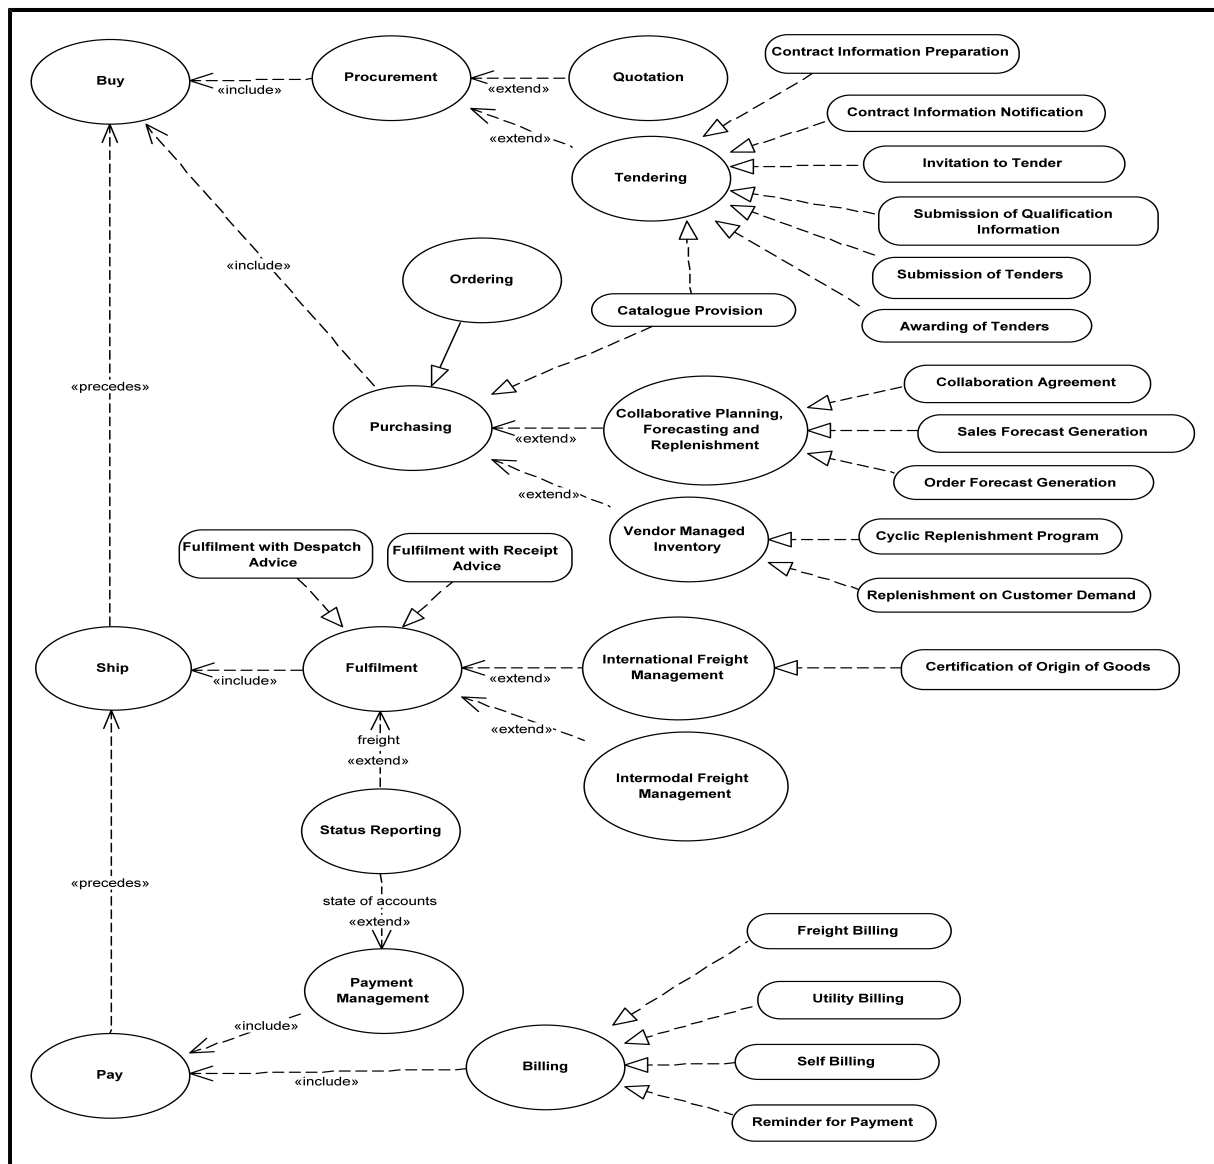 Contract Information Preparation
Buy
«include»
Procurement
«extend»
Quotation
Contract Information Notification
«extend»
Invitation to Tender
Tendering
Submission of Qualification
Information
«include»
Ordering
Submission of Tenders
Catalogue Provision
Awarding of Tenders
«precedes»
Collaboration Agreement
Purchasing
«extend»
Collaborative Planning,
Forecasting and
Replenishment
Sales Forecast Generation
Order Forecast Generation
«extend»
Fulfilment with Despatch
Advice
Fulfilment with Receipt
Advice
Vendor Managed
Inventory
Cyclic Replenishment Program
Replenishment on Customer Demand
Ship
«include»
Fulfilment
«extend»
International Freight
Management
Certification of Origin of Goods
freight
«extend»
«extend»
Intermodal Freight
Management
Status Reporting
«precedes»
state of accounts
«extend»
Freight Billing
Payment
Management
Utility Billing
«include»
Pay
«include»
Billing
Self Billing
Reminder for Payment